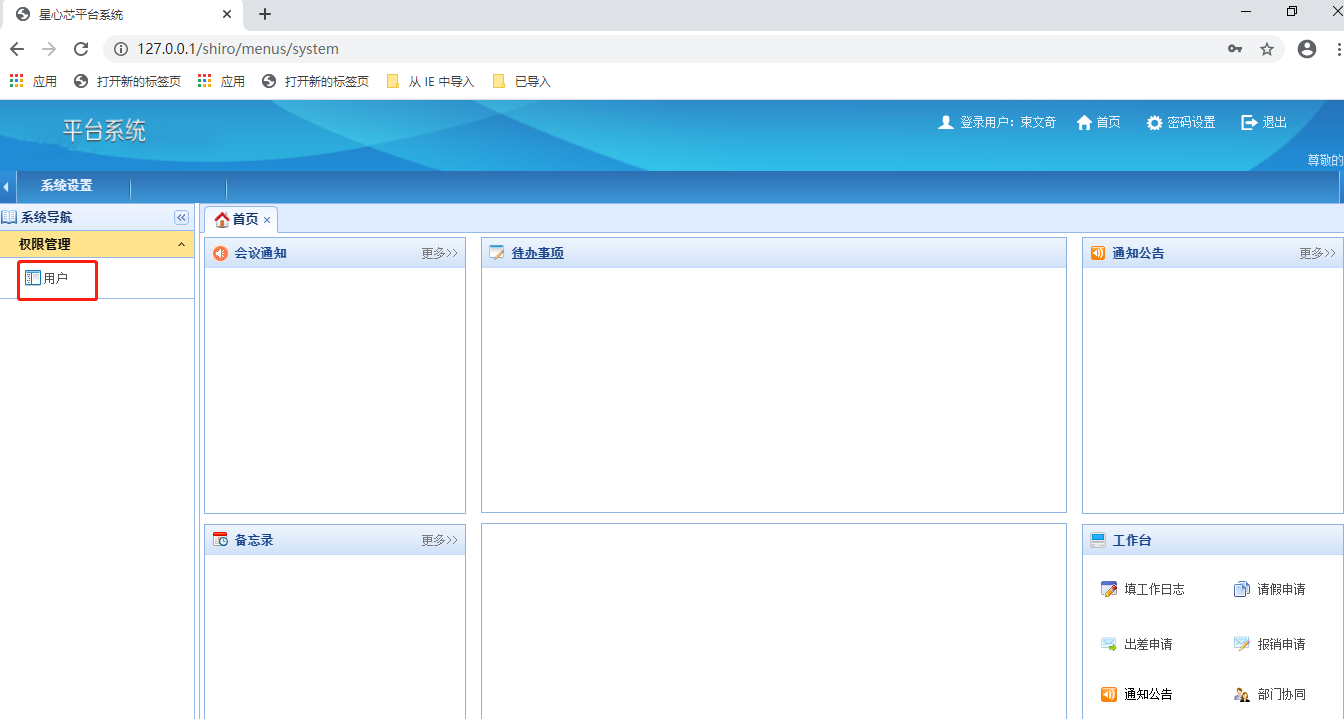 星心芯平台系统
127.0.0.1/shiro/menus/system
应用 打开新的标签页 应用 打开新的标签页 从 IE 中导入 已导入
平台系统
登录用户：束文奇 首页 密码设置 退出
尊敬的
系统设置
系统导航
权限管理
用户
首页
会议通知 更多>>
待办事项
通知公告 更多>>
备忘录 更多>>
工作台
填工作日志 请假申请
出差申请 报销申请
通知公告 部门协同